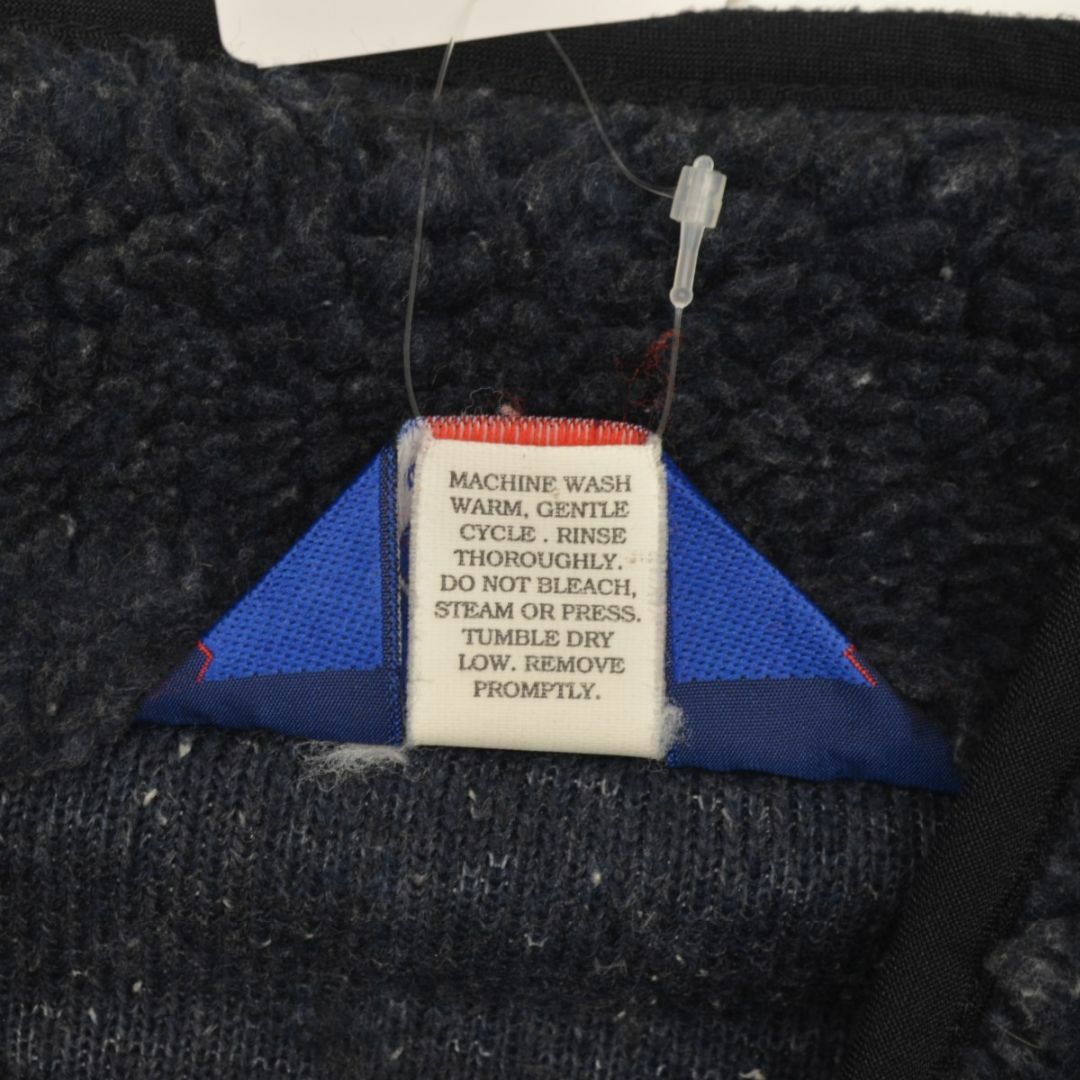 MACHINE WASH
WARM, GENTLE
CYCLE . RINSE
THOROUGHLY.
DO NOT BLEACH,
STEAM OR PRESS.
TUMBLE DRY
LOW. REMOVE
PROMPTLY.